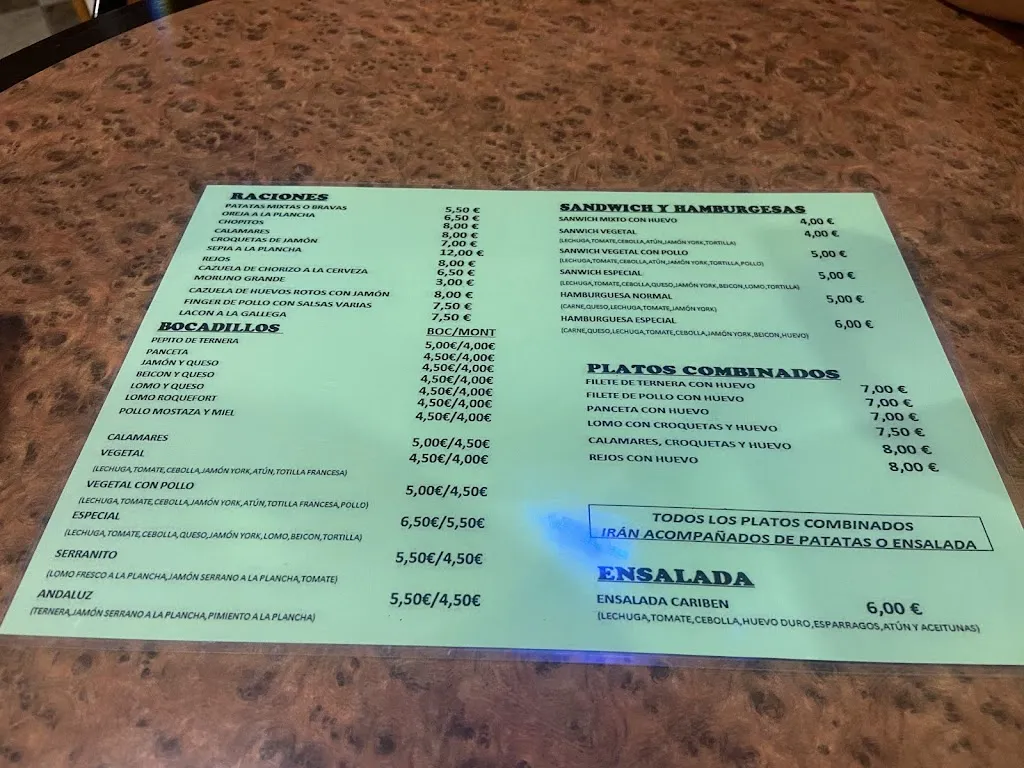 RACIONES
PATATAS MIXTAS O BRAVAS 5,50 €
OREJA A LA PLANCHA 6,50 €
CHOPITOS 8,00 €
CALAMARES 8,00 €
CROQUETAS DE JAMÓN 7,00 €
SEPIA A LA PLANCHA 12,00 €
REJOS 8,00 €
CAZUELA DE CHORIZO A LA CERVEZA 6,50 €
MORUNO GRANDE 3,00 €
CAZUELA DE HUEVOS ROTOS CON JAMÓN 8,00 €
FINGER DE POLLO CON SALSAS VARIAS 7,50 €
LACON A LA GALLEGA 7,50 €
BOCADILLOS BOC/MONT
PEPITO DE TERNERA 5,00€/4,00€
PANCETA 4,50€/4,00€
JAMÓN Y QUESO 4,50€/4,00€
BEICON Y QUESO 4,50€/4,00€
LOMO Y QUESO 4,50€/4,00€
LOMO ROQUEFORT 4,50€/4,00€
POLLO MOSTAZA Y MIEL 4,50€/4,00€
CALAMARES 5,00€/4,50€
VEGETAL 4,50€/4,00€
(LECHUGA,TOMATE,CEBOLLA,JAMÓN YORK,ATÚN,TOTILLA FRANCESA)
VEGETAL CON POLLO 5,00€/4,50€
(LECHUGA,TOMATE,CEBOLLA,JAMÓN YORK,ATÚN,TOTILLA FRANCESA,POLLO)
ESPECIAL 6,50€/5,50€
(LECHUGA,TOMATE,CEBOLLA,QUESO,JAMÓN YORK,LOMO,BEICON,TORTILLA)
SERRANITO 5,50€/4,50€
(LOMO FRESCO A LA PLANCHA,JAMÓN SERRANO A LA PLANCHA,TOMATE)
ANDALUZ 5,50€/4,50€
(TERNERA,JAMÓN SERRANO A LA PLANCHA,PIMIENTO A LA PLANCHA)
SANDWICH Y HAMBURGESAS
SANWICH MIXTO CON HUEVO 4,00 €
SANWICH VEGETAL 4,00 €
(LECHUGA,TOMATE,CEBOLLA,ATÚN,JAMÓN YORK,TORTILLA)
SANWICH VEGETAL CON POLLO 5,00 €
(LECHUGA,TOMATE,CEBOLLA,ATÚN,JAMÓN YORK,TORTILLA,POLLO)
SANWICH ESPECIAL 5,00 €
(LECHUGA,TOMATE,CEBOLLA,QUESO,JAMÓN YORK,BEICON,LOMO,TORTILLA)
HAMBURGUESA NORMAL 5,00 €
(CARNE,QUESO,LECHUGA,TOMATE,JAMÓN YORK)
HAMBURGUESA ESPECIAL 6,00 €
(CARNE,QUESO,LECHUGA,TOMATE,CEBOLLA,JAMÓN YORK,BEICON,HUEVO)
PLATOS COMBINADOS
FILETE DE TERNERA CON HUEVO 7,00 €
FILETE DE POLLO CON HUEVO 7,00 €
PANCETA CON HUEVO 7,00 €
LOMO CON CROQUETAS Y HUEVO 7,50 €
CALAMARES, CROQUETAS Y HUEVO 8,00 €
REJOS CON HUEVO 8,00 €
TODOS LOS PLATOS COMBINADOS
IRÁN ACOMPAÑADOS DE PATATAS O ENSALADA
ENSALADA
ENSALADA CARIBEN 6,00 €
(LECHUGA,TOMATE,CEBOLLA,HUEVO DURO,ESPARRAGOS,ATÚN Y ACEITUNAS)